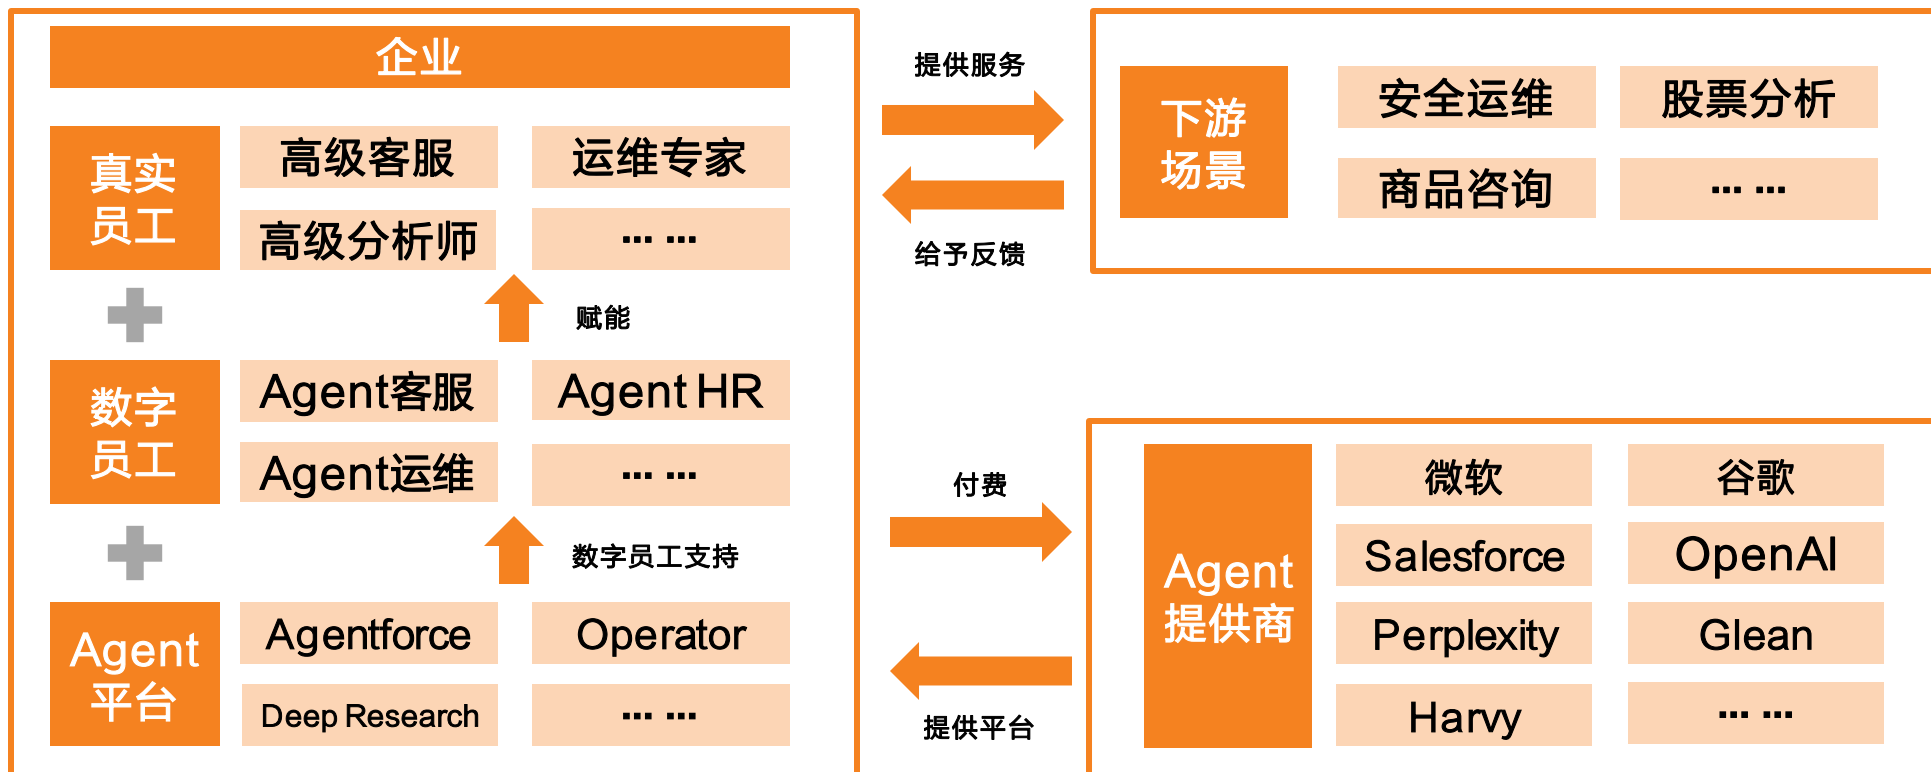 企业
真实
员工
高级客服
运维专家
高级分析师
... ...
赋能
数字
员工
Agent客服
Agent HR
Agent运维
... ...
数字员工支持
Agent
平台
Agentforce
Operator
Deep Research
... ...
提供服务
给予反馈
下游
场景
安全运维
股票分析
商品咨询
... ...
付费
提供平台
Agent
提供商
微软
谷歌
Salesforce
OpenAI
Perplexity
Glean
Harvy
... ...